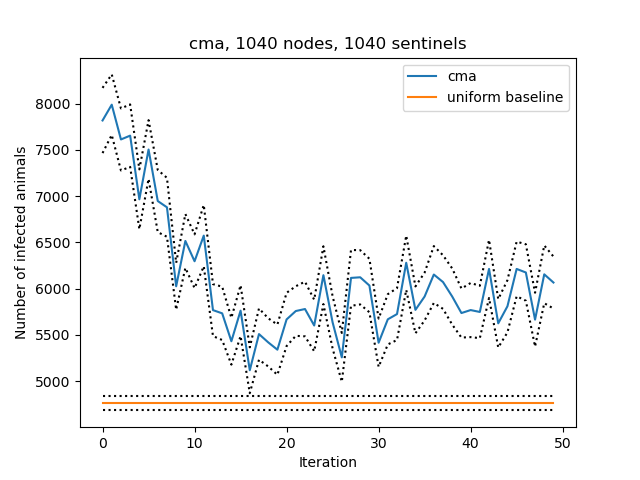 cma, 1040 nodes, 1040 sentinels
cma
uniform baseline
Number of infected animals
8000
7500
7000
6500
6000
5500
5000
0
10
20
30
40
50
Iteration